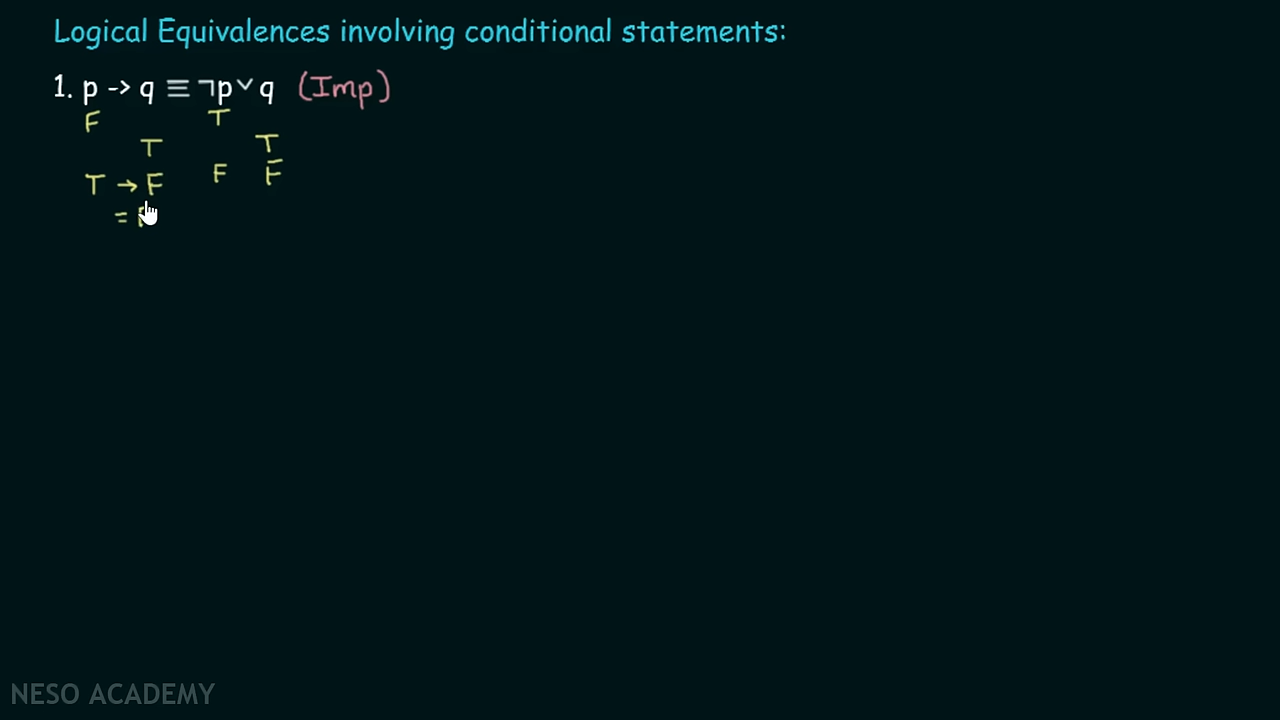 Logical Equivalences involving conditional statements:
1. p -> q ≡ ¬p ˅ q (Imp)
F T
T T
T → F F F
=
NESO ACADEMY